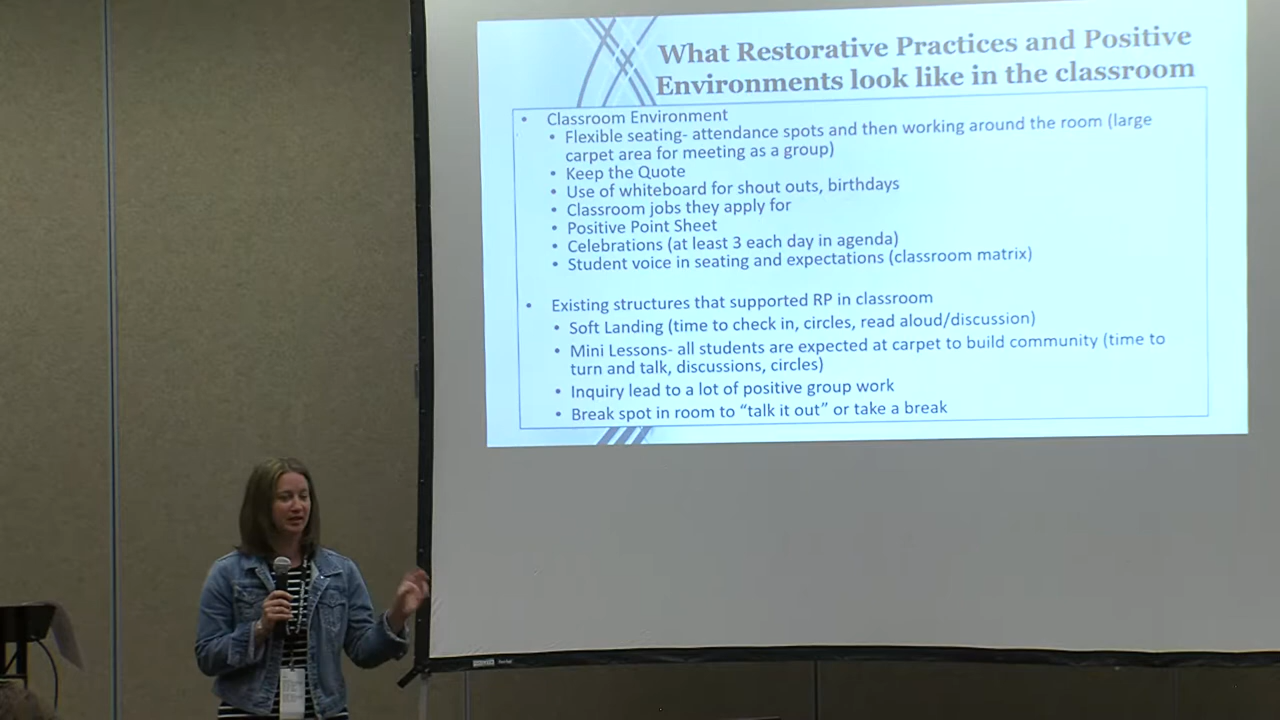 What Restorative Practices and Positive
Environments look like in the classroom
• Classroom Environment
• Flexible seating- attendance spots and then working around the room (large
carpet area for meeting as a group)
• Keep the Quote
• Use of whiteboard for shout outs, birthdays
• Classroom jobs they apply for
• Positive Point Sheet
• Celebrations (at least 3 each day in agenda)
• Student voice in seating and expectations (classroom matrix)
• Existing structures that supported RP in classroom
• Soft Landing (time to check in, circles, read aloud/discussion)
• Mini Lessons- all students are expected at carpet to build community (time to
turn and talk, discussions, circles)
• Inquiry lead to a lot of positive group work
• Break spot in room to “talk it out” or take a break